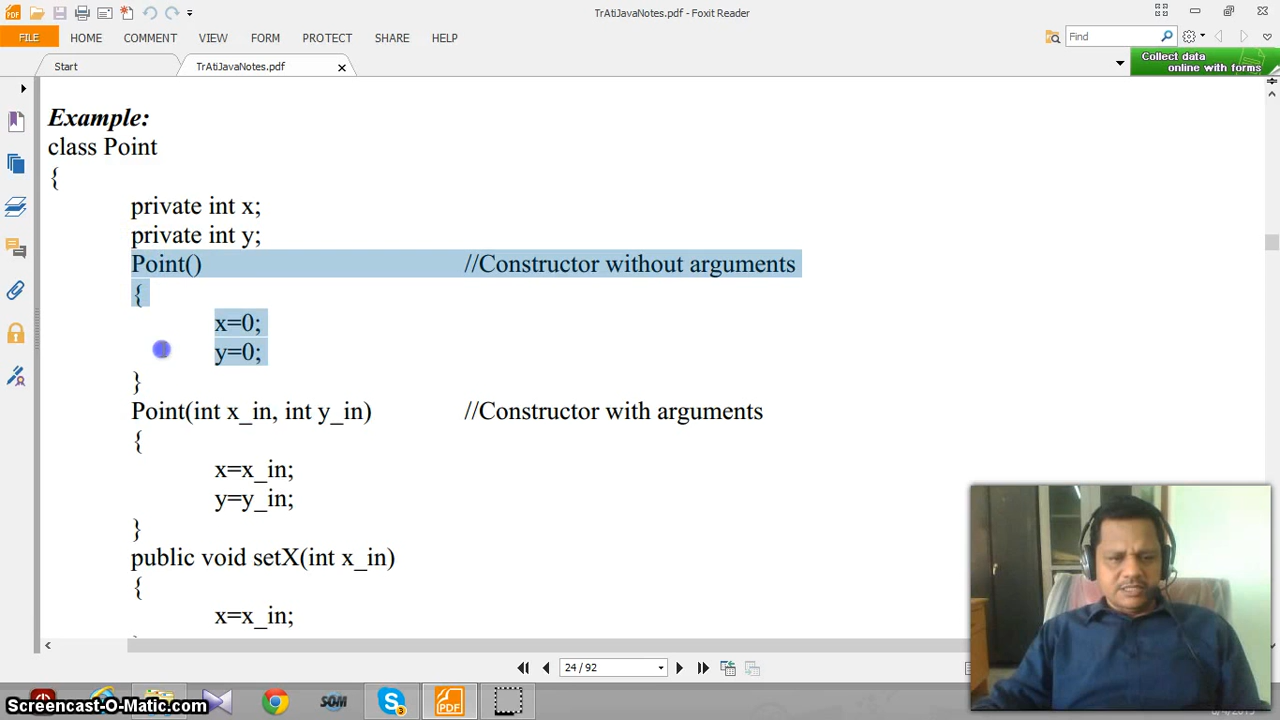 TrAtiJavaNotes.pdf - Foxit Reader
FILE HOME COMMENT VIEW FORM PROTECT SHARE HELP
Find
Start TrAtiJavaNotes.pdf
Collect data
online with forms
Example:
class Point
{
private int x;
private int y;
Point() //Constructor without arguments
{
x=0;
y=0;
}
Point(int x_in, int y_in) //Constructor with arguments
{
x=x_in;
y=y_in;
}
public void setX(int x_in)
{
x=x_in;
24 / 92
PDF
SOM
Screencast-O-Matic.com